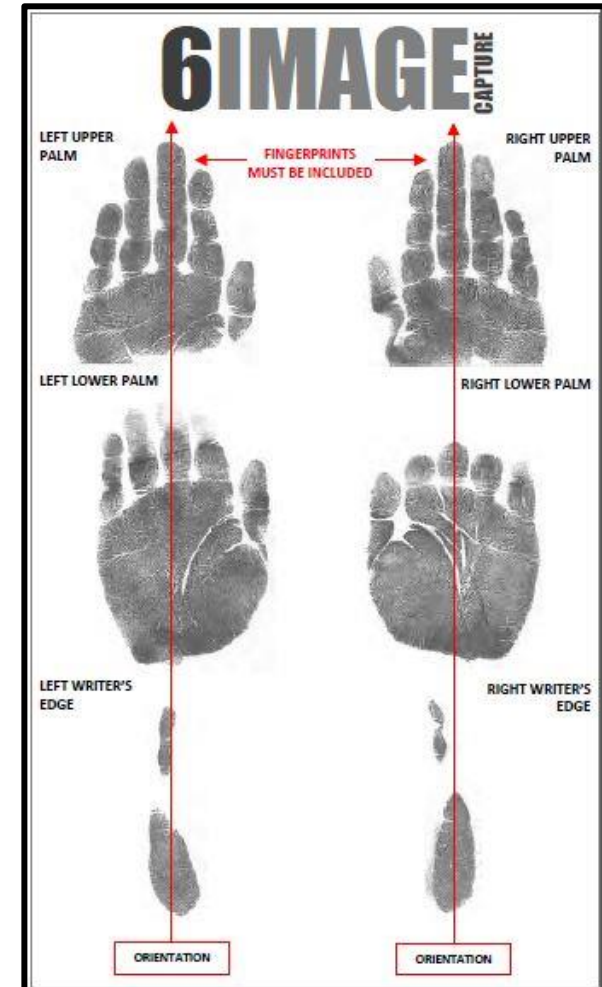 6IMAGE
CAPTURE
LEFT UPPER
PALM
FINGERPRINTS
MUST BE INCLUDED
RIGHT UPPER
PALM
LEFT LOWER PALM
RIGHT LOWER PALM
LEFT WRITER'S
EDGE
RIGHT WRITER'S
EDGE
ORIENTATION
ORIENTATION